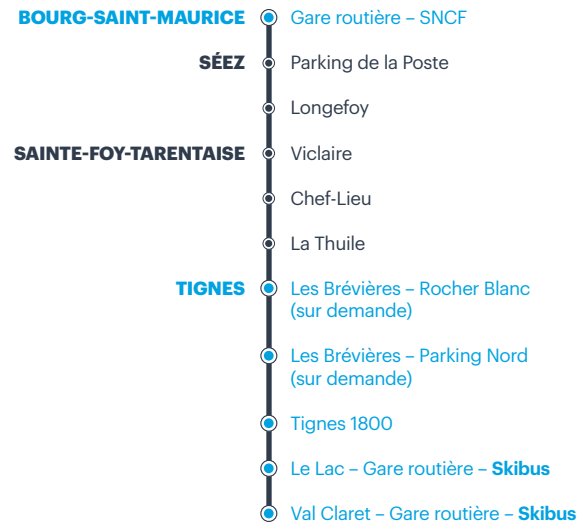 BOURG-SAINT-MAURICE Gare routière – SNCF
SÉEZ Parking de la Poste
Longefoy
SAINTE-FOY-TARENTAISE Viclaire
Chef-Lieu
La Thuile
TIGNES Les Brévières – Rocher Blanc
(sur demande)
Les Brévières – Parking Nord
(sur demande)
Tignes 1800
Le Lac – Gare routière – Skibus
Val Claret – Gare routière – Skibus